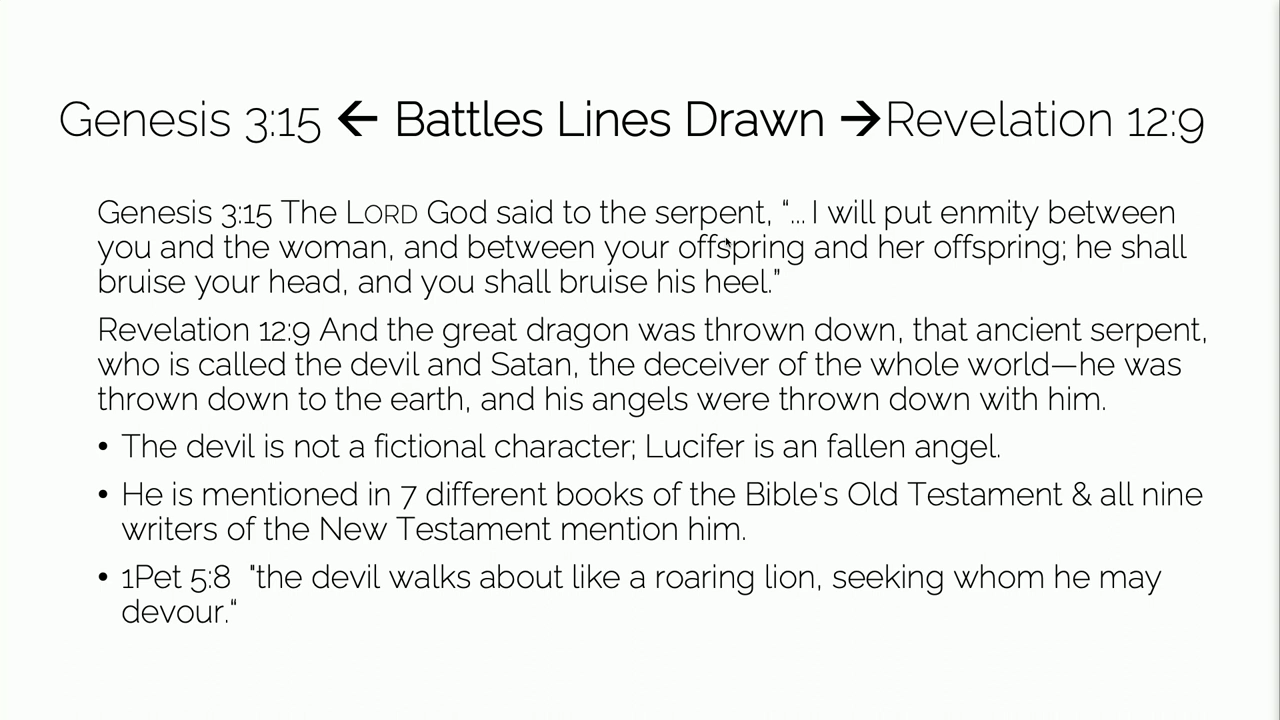 Genesis 3:15 ← Battles Lines Drawn →Revelation 12:9
Genesis 3:15 The LORD God said to the serpent, “... I will put enmity between
you and the woman, and between your offspring and her offspring; he shall
bruise your head, and you shall bruise his heel.”
Revelation 12:9 And the great dragon was thrown down, that ancient serpent,
who is called the devil and Satan, the deceiver of the whole world—he was
thrown down to the earth, and his angels were thrown down with him.
• The devil is not a fictional character; Lucifer is an fallen angel.
• He is mentioned in 7 different books of the Bible's Old Testament & all nine
writers of the New Testament mention him.
• 1Pet 5:8  "the devil walks about like a roaring lion, seeking whom he may
devour.“